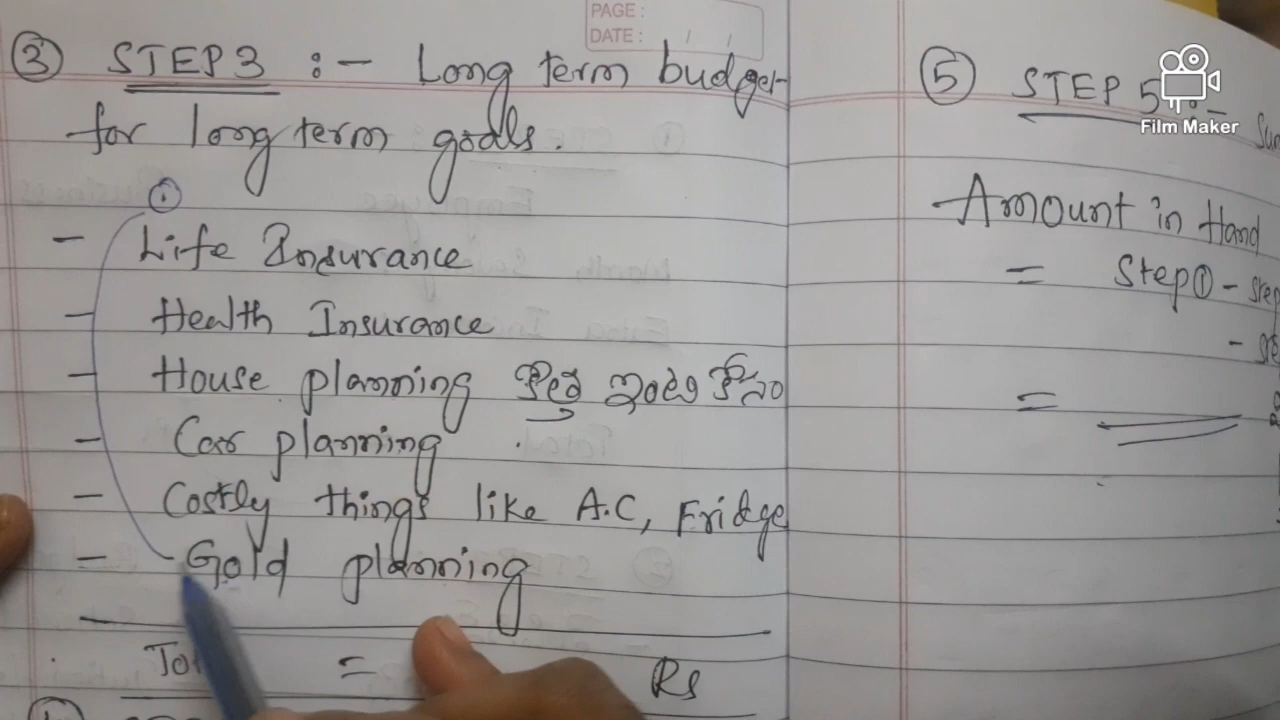 PAGE :
DATE : / /
③ STEP 3 :- Long term budget
for long term goals.
①
- Life Insurance
- Health Insurance
- House planning ఇంటి
- Car planning .
- Costly things like A.C, Fridge
- Gold planning
= Rs
⑤ STEP 5 :-
Amount in Hand
= Step ① -
-
=
Film Maker